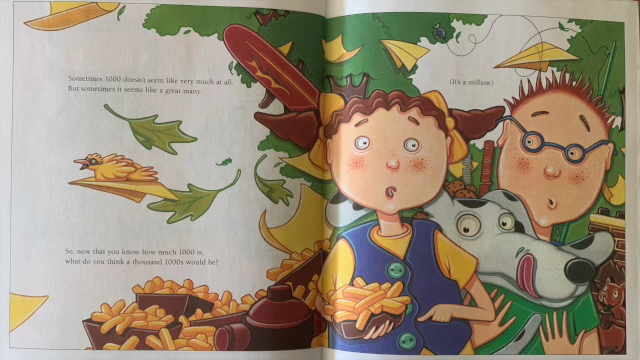 Sometimes 1000 doesn't seem like very much at all.
But sometimes it seems like a great many.
(It's a million.)
So, now that you know how much 1000 is,
what do you think a thousand 1000s would be?